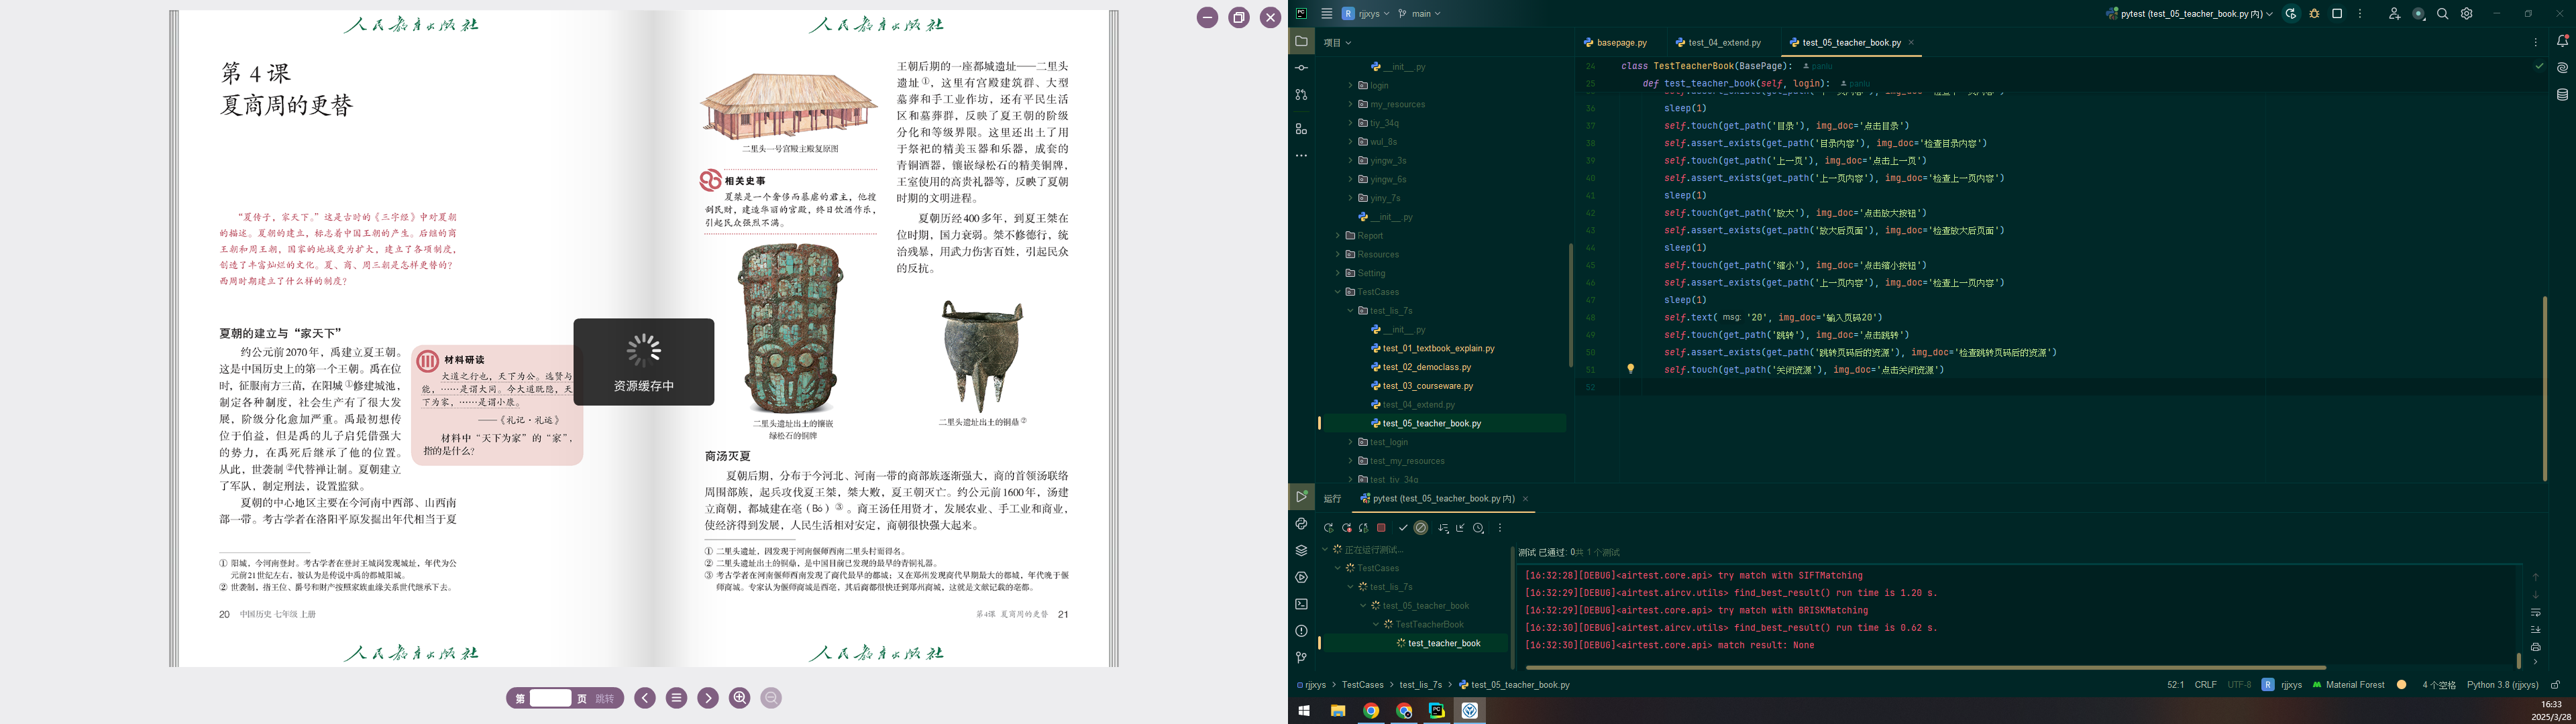 人民教育出版社
人民教育出版社
第 4 课
夏商周的更替
“夏传子，家天下。”这是古时的《三字经》中对夏朝
的描述。夏朝的建立，标志着中国王朝的产生。后继的商
王朝和周王朝，国家的地域更为扩大，建立了各项制度，
创造了丰富灿烂的文化。夏、商、周三朝是怎样更替的？
西周时期建立了什么样的制度？
夏朝的建立与“家天下”
约公元前2070年，禹建立夏王朝。
这是中国历史上的第一个王朝。禹在位
时，征服南方三苗，在阳城①修建城池，
制定各种制度，社会生产有了很大发
展，阶级分化愈加严重。禹最初想传
位于伯益，但是禹的儿子启凭借强大
的势力，在禹死后继承了他的位置。
从此，世袭制②代替禅让制。夏朝建立
了军队，制定刑法，设置监狱。
夏朝的中心地区主要在今河南中西部、山西南
部一带。考古学者在洛阳平原发掘出年代相当于夏
材料研读
大道之行也，天下为公。选贤与
能，……是谓大同。今大道既隐，天
下为家，……是谓小康。
——《礼记·礼运》
材料中“天下为家”的“家”，
指的是什么？
① 阳城，今河南登封。考古学者在登封王城岗发现城址，年代为公
元前21世纪左右，被认为是传说中禹的都城阳城。
② 世袭制，指王位、爵号和财产按照家族血缘关系世代继承下去。
20 中国历史 七年级 上册
资源缓存中
二里头一号宫殿主殿复原图
相关史事
夏桀是一个奢侈而暴虐的君主，他搜
刮民财，建造华丽的宫殿，终日饮酒作乐，
引起民众强烈不满。
二里头遗址出土的镶嵌
绿松石的铜牌
王朝后期的一座都城遗址——二里头
遗址①，这里有宫殿建筑群、大型
墓葬和手工业作坊，还有平民生活
区和墓葬群，反映了夏王朝的阶级
分化和等级界限。这里还出土了用
于祭祀的精美玉器和乐器，成套的
青铜酒器，镶嵌绿松石的精美铜牌，
王室使用的高贵礼器等，反映了夏朝
时期的文明进程。
夏朝历经400多年，到夏王桀在
位时期，国力衰弱。桀不修德行，统
治残暴，用武力伤害百姓，引起民众
的反抗。
二里头遗址出土的铜鼎②
商汤灭夏
夏朝后期，分布于今河北、河南一带的商部族逐渐强大，商的首领汤联络
周围部族，起兵攻伐夏王桀，桀大败，夏王朝灭亡。约公元前1600年，汤建
立商朝，都城建在亳（Bó）③。商王汤任用贤才，发展农业、手工业和商业，
使经济得到发展，人民生活相对安定，商朝很快强大起来。
① 二里头遗址，因发现于河南偃师西南二里头村而得名。
② 二里头遗址出土的铜鼎，是中国目前已发现的最早的青铜礼器。
③ 考古学者在河南偃师西南发现了商代最早的都城；又在郑州发现商代早期最大的都城，年代晚于偃
师商城。专家认为偃师商城是西亳，其后商都很快迁到郑州商城，这就是文献记载的亳都。
第4课 夏商周的更替 21
人民教育出版社
人民教育出版社
第 页 跳转
R rjjxys main
pytest (test_05_teacher_book.py 内)
项目
basepage.py test_04_extend.py test_05_teacher_book.py
__init__.py
login
my_resources
tiy_34q
wul_8s
yingw_3s
yingw_6s
yiny_7s
__init__.py
Report
Resources
Setting
TestCases
test_lis_7s
__init__.py
test_01_textbook_explain.py
test_02_democlass.py
test_03_courseware.py
test_04_extend.py
test_05_teacher_book.py
test_login
test_my_resources
test_tiy_34q
24 class TestTeacherBook(BasePage): panlu
25 def test_teacher_book(self, login): panlu
36 sleep(1)
37 self.touch(get_path('目录'), img_doc='点击目录')
38 self.assert_exists(get_path('目录内容'), img_doc='检查目录内容')
39 self.touch(get_path('上一页'), img_doc='点击上一页')
40 self.assert_exists(get_path('上一页内容'), img_doc='检查上一页内容')
41 sleep(1)
42 self.touch(get_path('放大'), img_doc='点击放大按钮')
43 self.assert_exists(get_path('放大后页面'), img_doc='检查放大后页面')
44 sleep(1)
45 self.touch(get_path('缩小'), img_doc='点击缩小按钮')
46 self.assert_exists(get_path('上一页内容'), img_doc='检查上一页内容')
47 sleep(1)
48 self.text( msg: '20', img_doc='输入页码20')
49 self.touch(get_path('跳转'), img_doc='点击跳转')
50 self.assert_exists(get_path('跳转页码后的资源'), img_doc='检查跳转页码后的资源')
51 self.touch(get_path('关闭资源'), img_doc='点击关闭资源')
52
运行 pytest (test_05_teacher_book.py 内)
正在运行测试…
TestCases
test_lis_7s
test_05_teacher_book
TestTeacherBook
test_teacher_book
测试 已通过: 0共 1 个测试
[16:32:28][DEBUG]<airtest.core.api> try match with SIFTMatching
[16:32:29][DEBUG]<airtest.aircv.utils> find_best_result() run time is 1.20 s.
[16:32:29][DEBUG]<airtest.core.api> try match with BRISKMatching
[16:32:30][DEBUG]<airtest.aircv.utils> find_best_result() run time is 0.62 s.
[16:32:30][DEBUG]<airtest.core.api> match result: None
rjjxys > TestCases > test_lis_7s > test_05_teacher_book.py
52:1 CRLF UTF-8 R rjjxys Material Forest 4 个空格 Python 3.8 (rjjxys)
16:33
2025/3/28